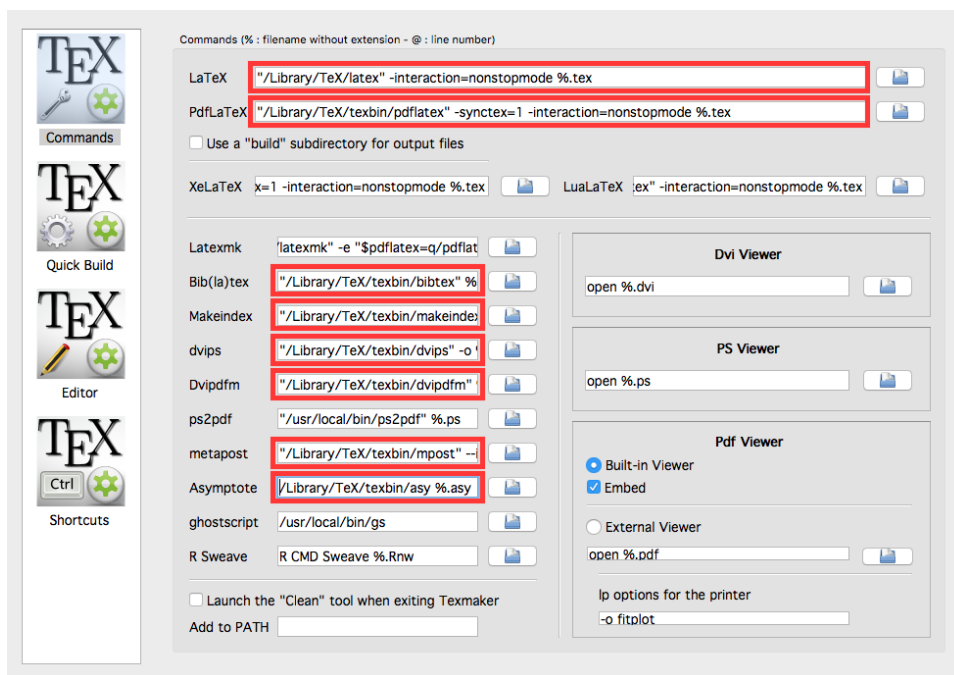 Commands (% : filename without extension - @ : line number)
TEX
Commands
LaTeX "/Library/TeX/latex" -interaction=nonstopmode %.tex
PdfLaTeX "/Library/TeX/texbin/pdflatex" -synctex=1 -interaction=nonstopmode %.tex
Use a "build" subdirectory for output files
TEX
Quick Build
XeLaTeX x=1 -interaction=nonstopmode %.tex LuaLaTeX ex" -interaction=nonstopmode %.tex
Latexmk latexmk" -e "$pdflatex=q/pdflat
Bib(la)tex "/Library/TeX/texbin/bibtex" %
Makeindex "/Library/TeX/texbin/makeindex
dvips "/Library/TeX/texbin/dvips" -o
Dvipdfm "/Library/TeX/texbin/dvipdfm"
ps2pdf "/usr/local/bin/ps2pdf" %.ps
metapost "/Library/TeX/texbin/mpost" --i
Asymptote /Library/TeX/texbin/asy %.asy
ghostscript /usr/local/bin/gs
R Sweave R CMD Sweave %.Rnw
Launch the "Clean" tool when exiting Texmaker
Add to PATH
TEX
Editor
TEX
Ctrl
Shortcuts
Dvi Viewer
open %.dvi
PS Viewer
open %.ps
Pdf Viewer
Built-in Viewer
Embed
External Viewer
open %.pdf
lp options for the printer
-o fitplot